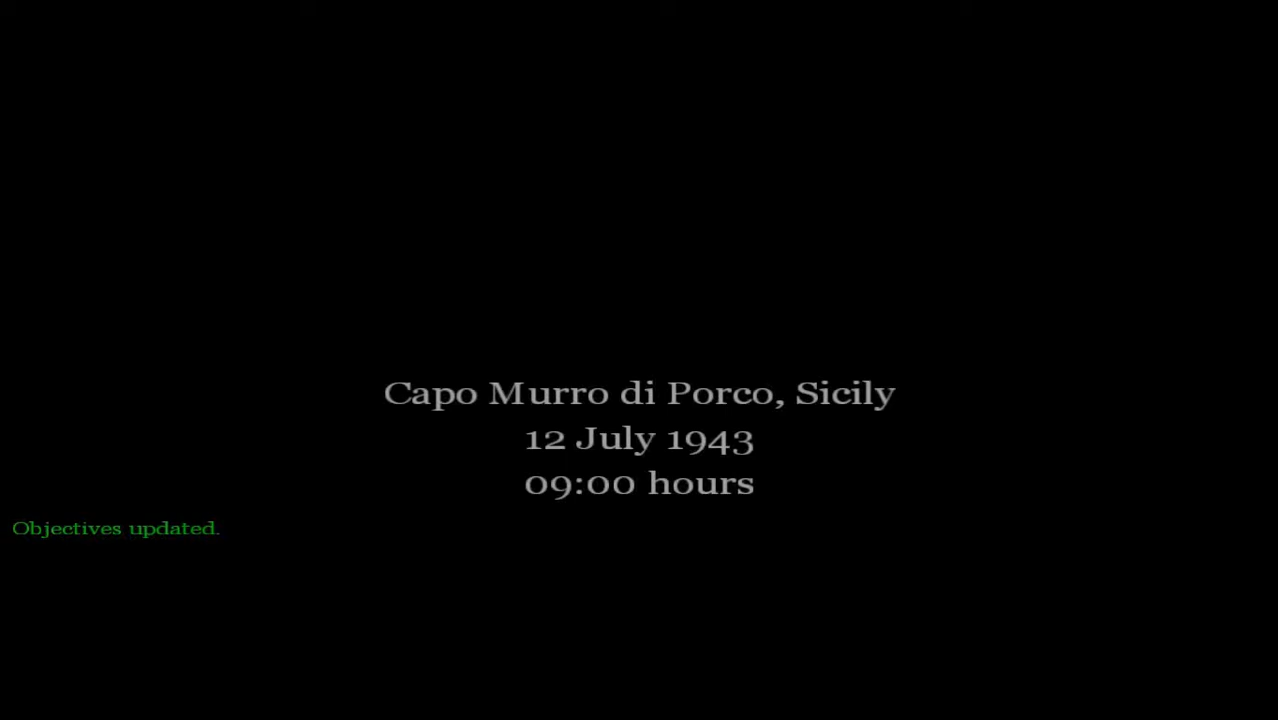 Capo Murro di Porco, Sicily
12 July 1943
09:00 hours
Objectives updated.